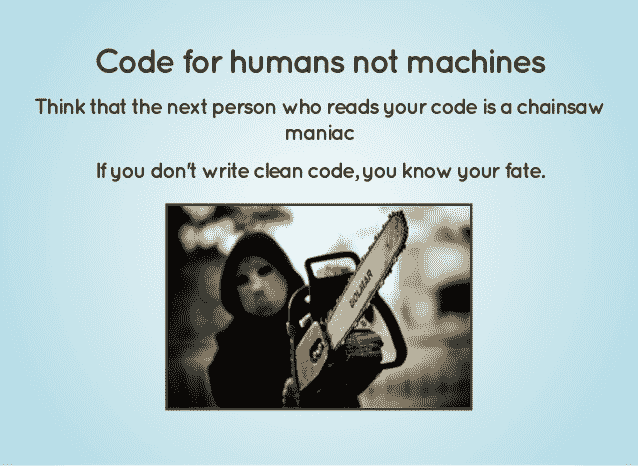 Code for humans not machines
Think that the next person who reads your code is a chainsaw
maniac
If you don't write clean code, you know your fate.
DOLMAR